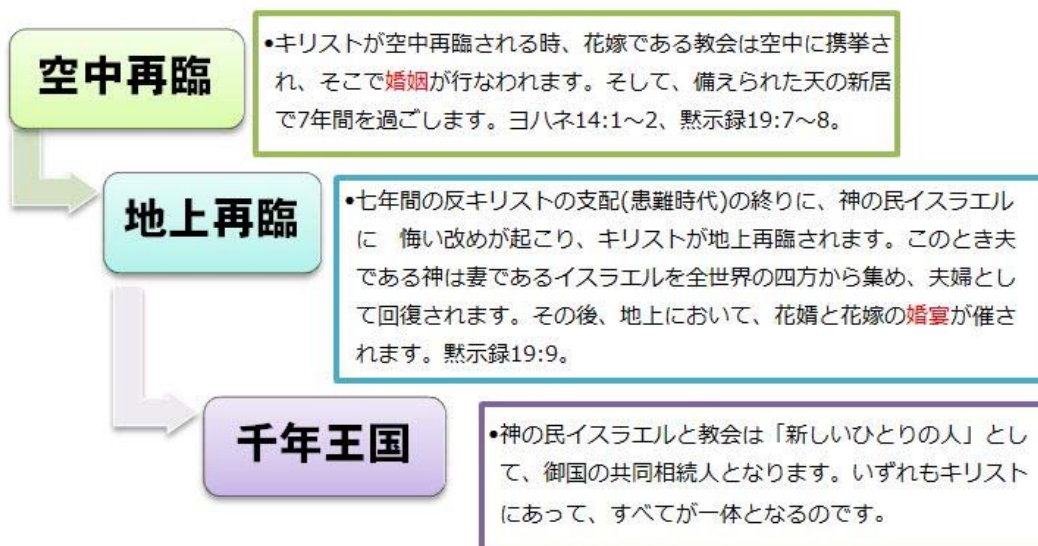 空中再臨
•キリストが空中再臨される時、花嫁である教会は空中に携挙さ
れ、そこで婚姻が行なわれます。そして、備えられた天の新居
で7年間を過ごします。ヨハネ14:1～2、黙示録19:7～8。
地上再臨
•七年間の反キリストの支配(患難時代)の終りに、神の民イスラエル
に　悔い改めが起こり、キリストが地上再臨されます。このとき夫
である神は妻であるイスラエルを全世界の四方から集め、夫婦とし
て回復されます。その後、地上において、花婿と花嫁の婚宴が催さ
れます。黙示録19:9。
千年王国
•神の民イスラエルと教会は「新しいひとりの人」とし
て、御国の共同相続人となります。いずれもキリスト
にあって、すべてが一体となるのです。